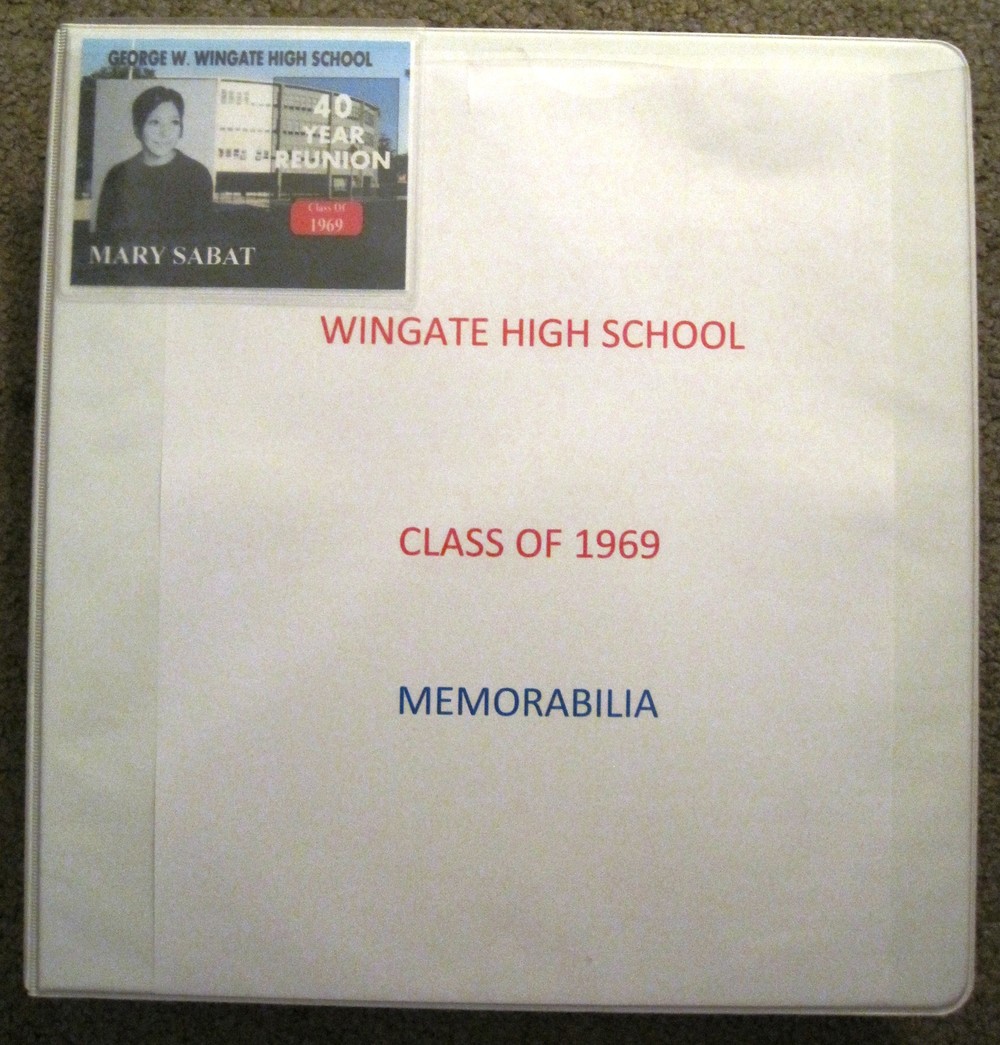 GEORGE W. WINGATE HIGH SCHOOL
40
YEAR
REUNION
Class Of
1969
MARY SABAT
WINGATE HIGH SCHOOL
CLASS OF 1969
MEMORABILIA